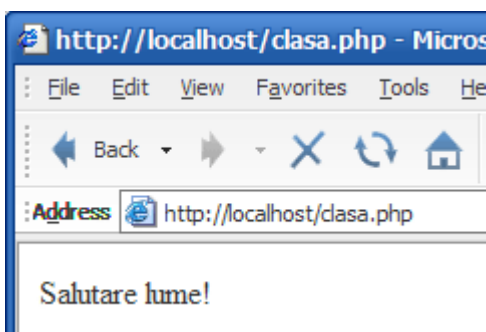 http://localhost/clasa.php - Micros
File Edit View Favorites Tools He
Back
Address http://localhost/clasa.php
Salutare lume!